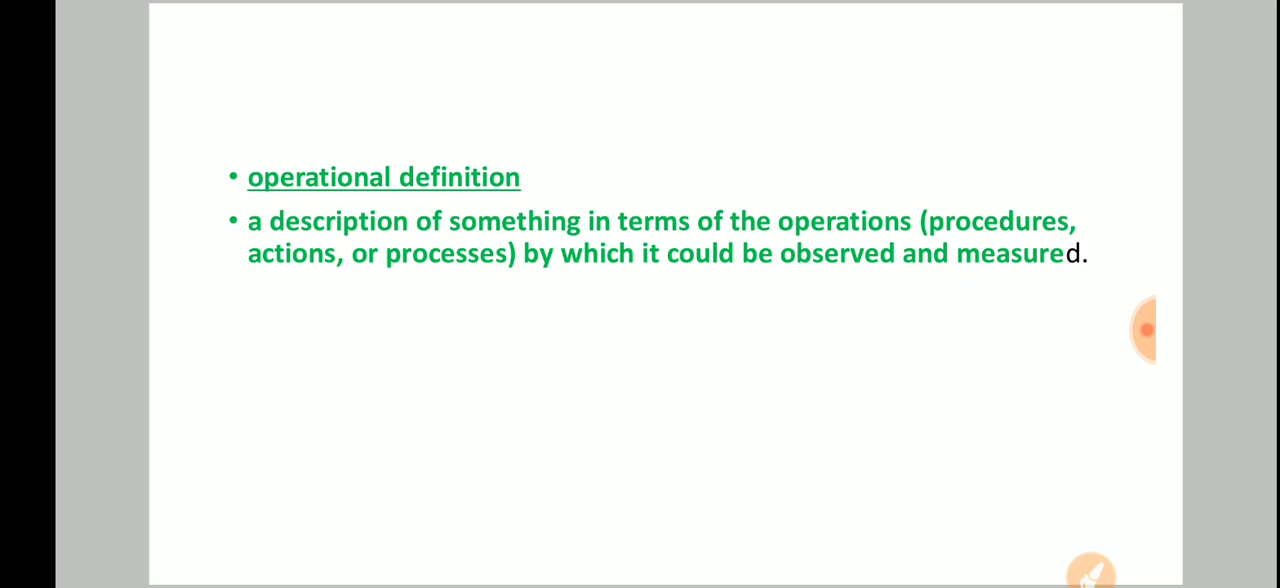 • operational definition
• a description of something in terms of the operations (procedures,
actions, or processes) by which it could be observed and measured.